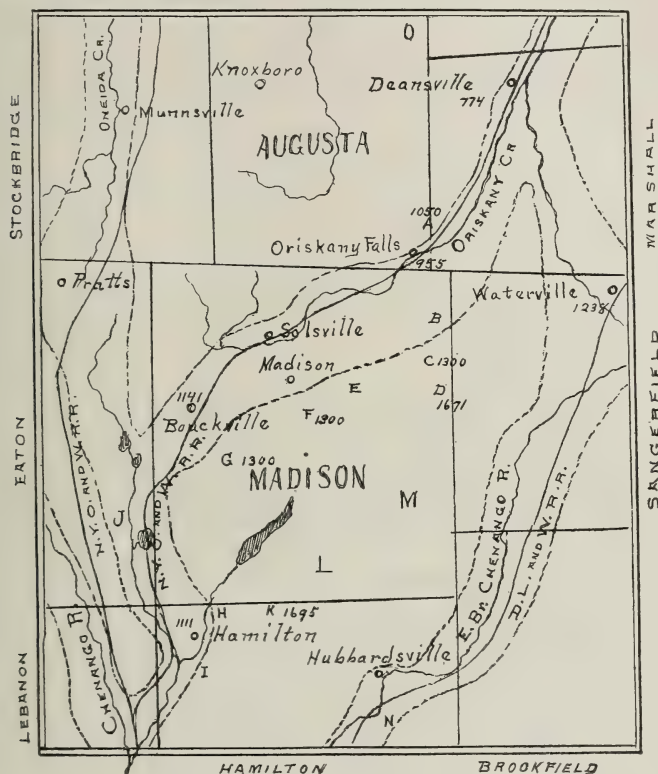 O
Knoxboro
Deansville
774
ONEIDA CR.
Munnsville
STOCKBRIDGE
AUGUSTA
MARSHALL
1050
A
ORISKANY CR
Oriskany Falls
955
Pratts
Waterville
1238
Solsville
B
Madison
C 1300
E
D
1671
1141
Bouckville
F 1300
G 1300
MADISON
EATON
SANGERFIELD
N.Y.O. AND W.R.R.
N.Y.O. AND W.R.R.
J
M
L
E. BR. CHENANGO R.
D. L. AND W. R. R.
H
K 1695
1111
Hamilton
I
Hubbardsville
CHENANGO R.
LEBANON
N
HAMILTON
BROOKFIELD